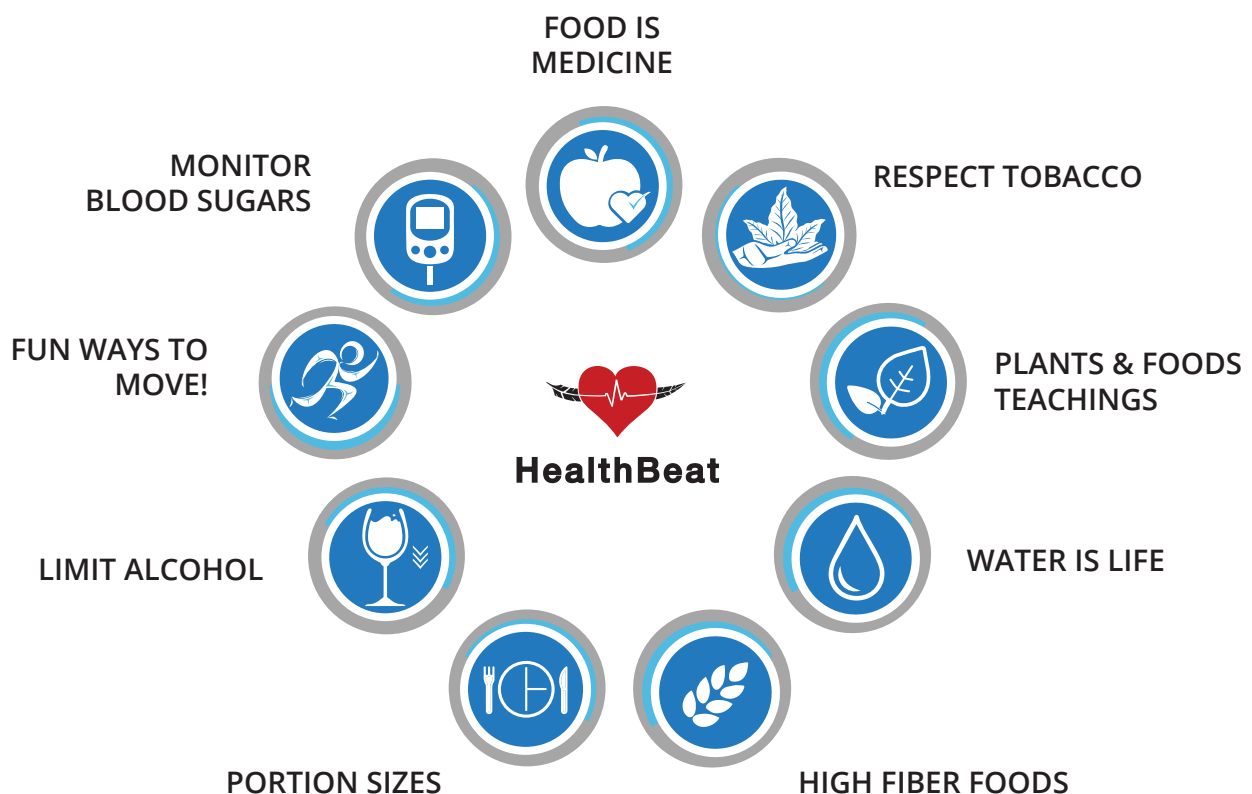 FOOD IS
MEDICINE
RESPECT TOBACCO
PLANTS & FOODS
TEACHINGS
WATER IS LIFE
HIGH FIBER FOODS
PORTION SIZES
LIMIT ALCOHOL
FUN WAYS TO
MOVE!
MONITOR
BLOOD SUGARS
HealthBeat